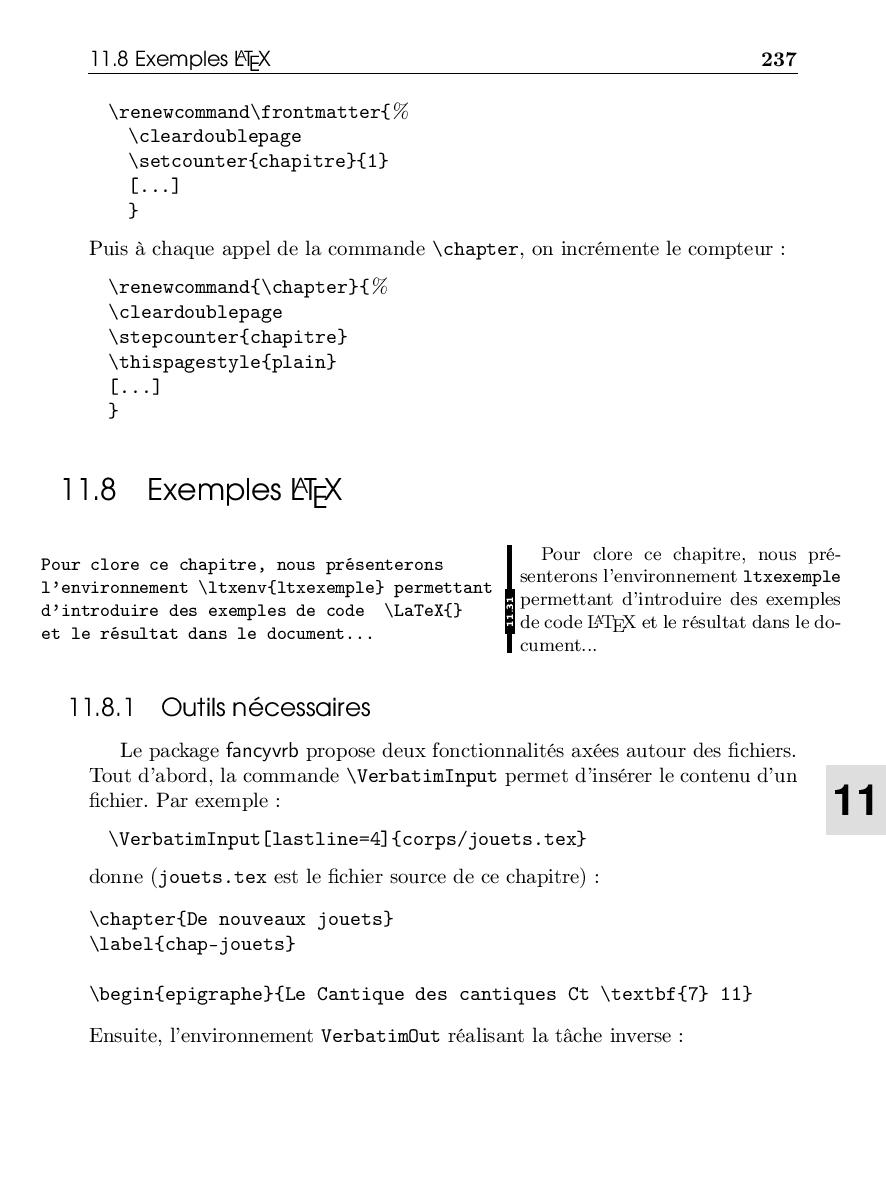 11.8 Exemples LATEX 237
\renewcommand\frontmatter{%
\cleardoublepage
\setcounter{chapitre}{1}
[...]
}
Puis à chaque appel de la commande \chapter, on incrémente le compteur :
\renewcommand{\chapter}{%
\cleardoublepage
\stepcounter{chapitre}
\thispagestyle{plain}
[...]
}
11.8 Exemples LATEX
Pour clore ce chapitre, nous présenterons
l'environnement \ltxenv{ltxexemple} permettant
d'introduire des exemples de code \LaTeX{}
et le résultat dans le document...
11.31
Pour clore ce chapitre, nous pré-
senterons l'environnement ltxexemple
permettant d'introduire des exemples
de code LATEX et le résultat dans le do-
cument...
11.8.1 Outils nécessaires
Le package fancyvrb propose deux fonctionnalités axées autour des fichiers.
Tout d'abord, la commande \VerbatimInput permet d'insérer le contenu d'un
fichier. Par exemple :
11
\VerbatimInput[lastline=4]{corps/jouets.tex}
donne (jouets.tex est le fichier source de ce chapitre) :
\chapter{De nouveaux jouets}
\label{chap-jouets}
\begin{epigraphe}{Le Cantique des cantiques Ct \textbf{7} 11}
Ensuite, l'environnement VerbatimOut réalisant la tâche inverse :